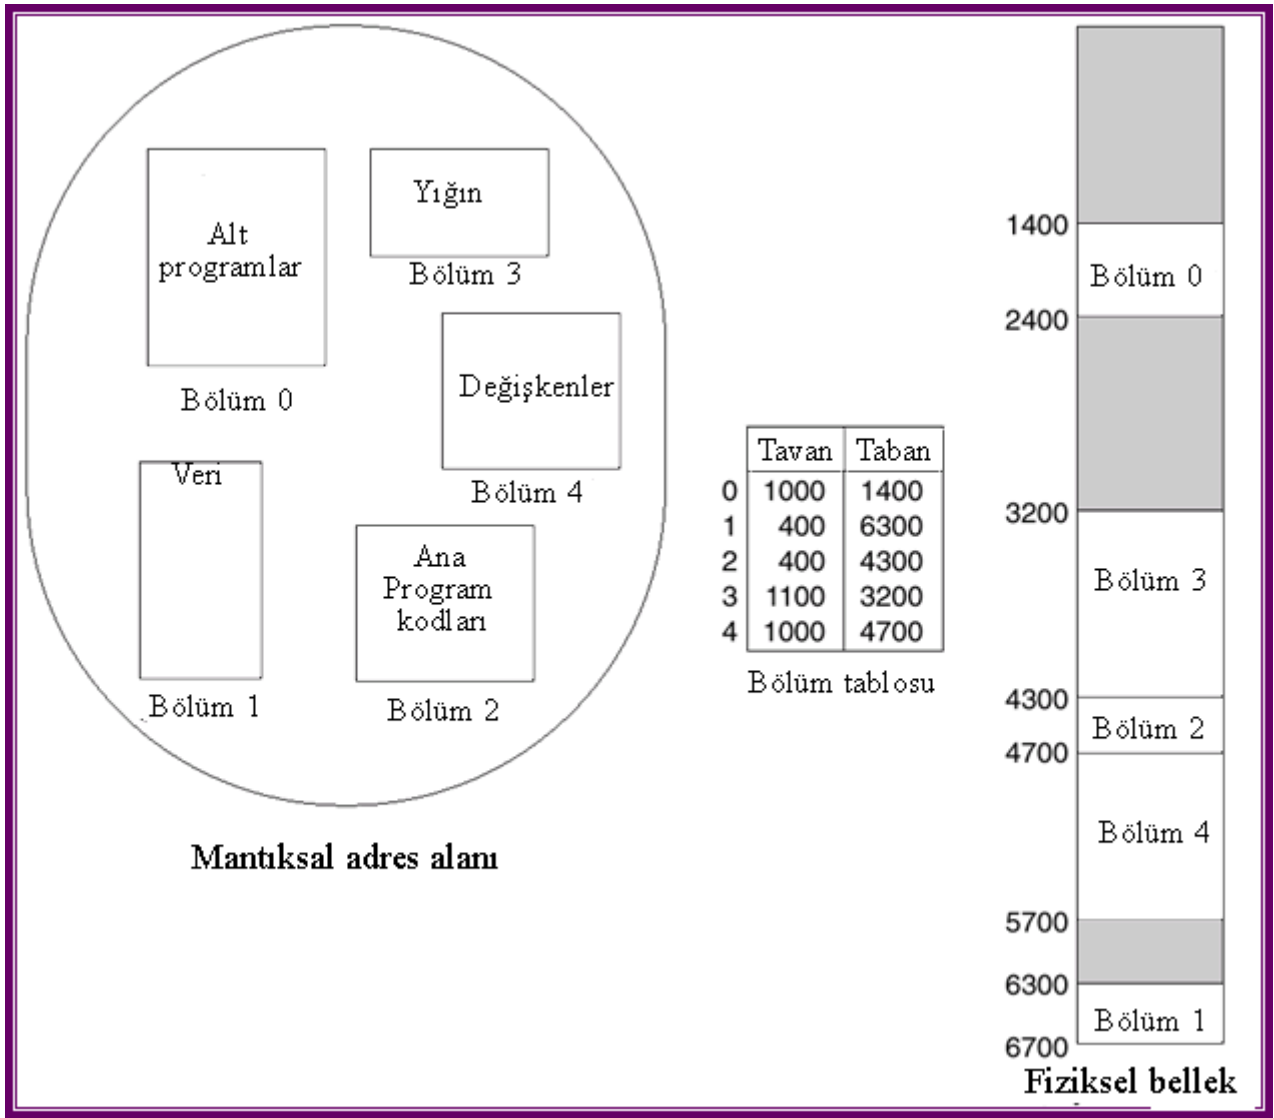 Alt
programlar
Bölüm 0
Yığın
Bölüm 3
Değişkenler
Bölüm 4
Veri
Bölüm 1
Ana
Program
kodları
Bölüm 2
Mantıksal adres alanı
Tavan Taban
0 1000 1400
1 400 6300
2 400 4300
3 1100 3200
4 1000 4700
Bölüm tablosu
1400
Bölüm 0
2400
3200
Bölüm 3
4300
Bölüm 2
4700
Bölüm 4
5700
6300
Bölüm 1
6700
Fiziksel bellek